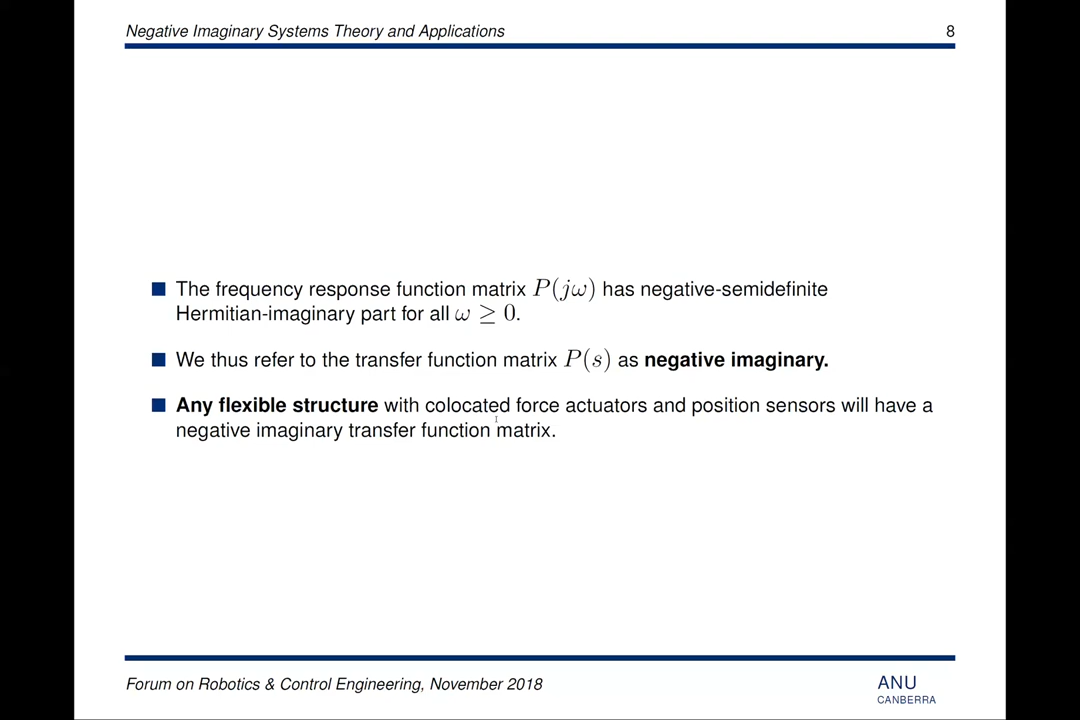 Negative Imaginary Systems Theory and Applications 8
■ The frequency response function matrix P(jω) has negative-semidefinite
Hermitian-imaginary part for all ω ≥ 0.
■ We thus refer to the transfer function matrix P(s) as negative imaginary.
■ Any flexible structure with colocated force actuators and position sensors will have a
negative imaginary transfer function matrix.
Forum on Robotics & Control Engineering, November 2018
ANU
CANBERRA